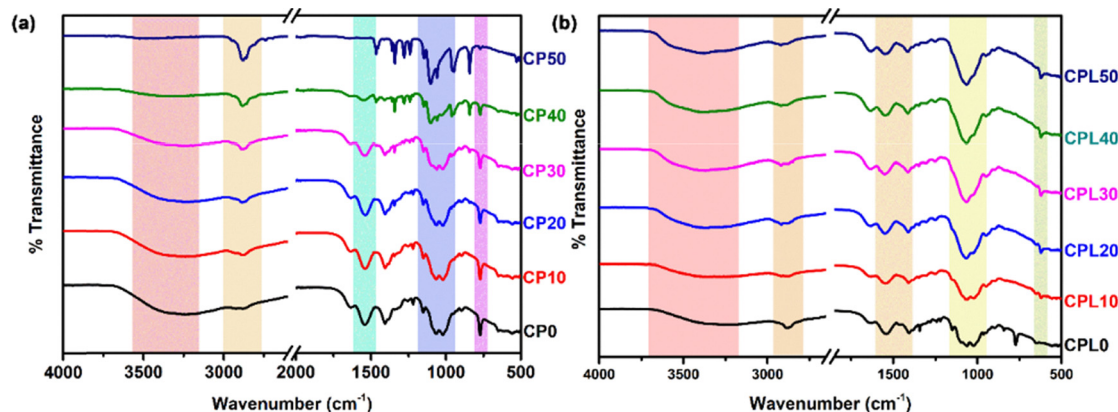 (a)
CP50
CP40
CP30
CP20
CP10
CP0
% Transmittance
4000 3500 3000 2500 2000 1500 1000 500
Wavenumber (cm⁻¹)
(b)
CPL50
CPL40
CPL30
CPL20
CPL10
CPL0
% Transmittance
4000 3500 3000 1500 1000 500
Wavenumber (cm⁻¹)